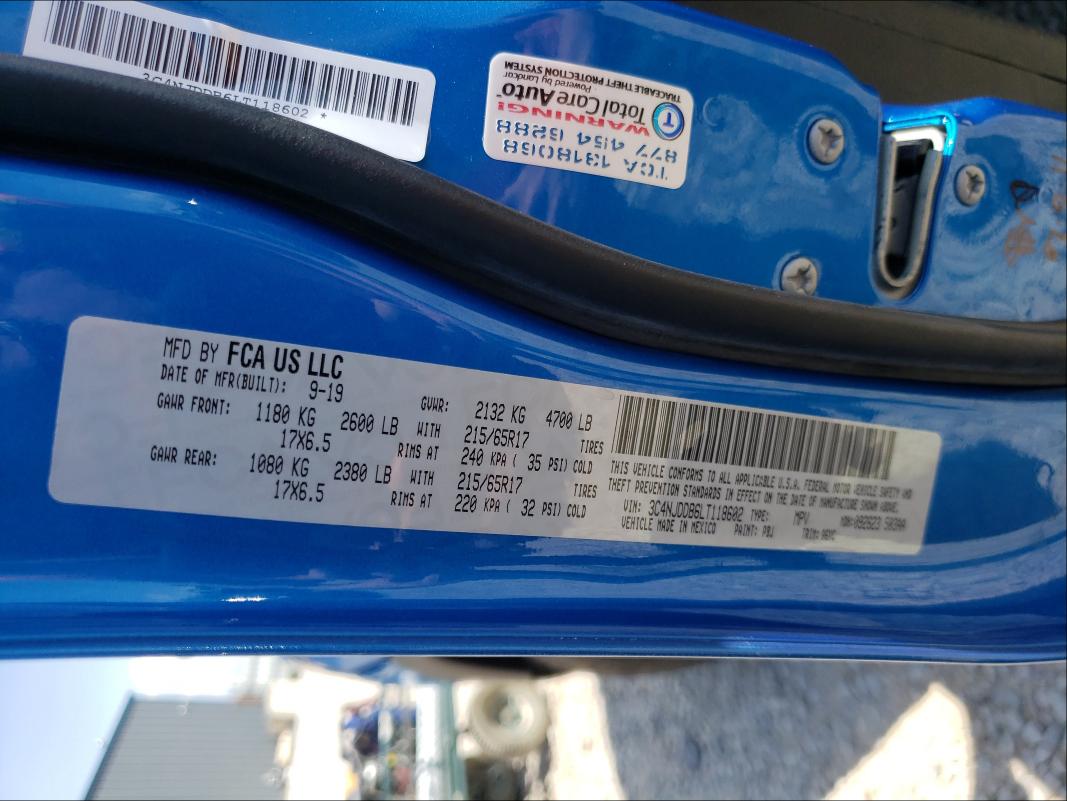 3C4NJDDB6LT118602 *
TCA 1318068
877 454 6288
WARNING!
Total Care Auto
Powered by Landcar
TRACEABLE THEFT PROTECTION SYSTEM
MFD BY FCA US LLC
DATE OF MFR(BUILT): 9-19
GVWR: 2132 KG 4700 LB
GAWR FRONT: 1180 KG 2600 LB WITH 215/65R17 TIRES
17X6.5 RIMS AT 240 KPA ( 35 PSI) COLD
GAWR REAR: 1080 KG 2380 LB WITH 215/65R17 TIRES
17X6.5 RIMS AT 220 KPA ( 32 PSI) COLD
THIS VEHICLE CONFORMS TO ALL APPLICABLE U.S.A. FEDERAL MOTOR VEHICLE SAFETY AND
THEFT PREVENTION STANDARDS IN EFFECT ON THE DATE OF MANUFACTURE SHOWN ABOVE.
VIN: 3C4NJDDB6LT118602 TYPE: MPV
VEHICLE MADE IN MEXICO PAINT: PBJ TRIM: